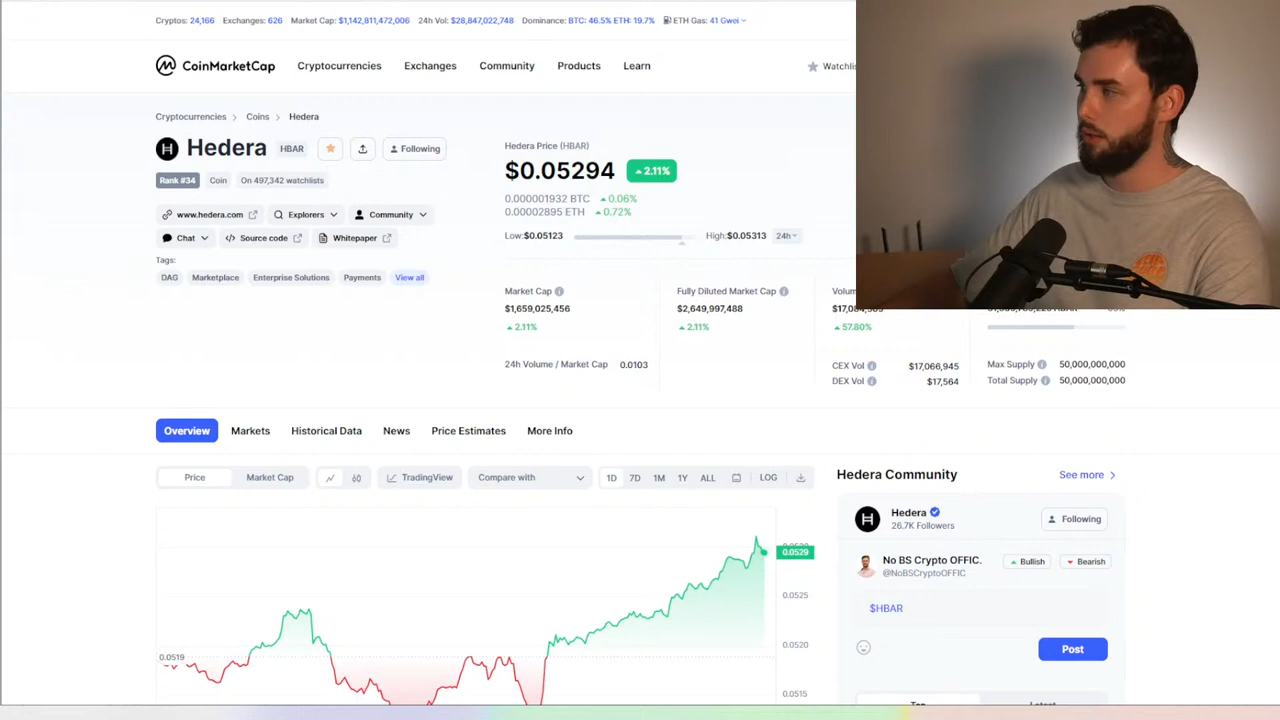 Cryptos: 24,166 Exchanges: 626 Market Cap: $1,142,811,472,006 24h Vol: $28,847,022,748 Dominance: BTC: 46.5% ETH: 19.7% ETH Gas: 41 Gwei
CoinMarketCap Cryptocurrencies Exchanges Community Products Learn
Cryptocurrencies > Coins > Hedera
Hedera HBAR Following
Rank #34 Coin On 497,342 watchlists
www.hedera.com Explorers Community
Chat Source code Whitepaper
Tags:
DAG Marketplace Enterprise Solutions Payments View all
Hedera Price (HBAR)
$0.05294 2.11%
0.000001932 BTC 0.06%
0.00002895 ETH 0.72%
Low:$0.05123 High:$0.05313 24h
Market Cap Fully Diluted Market Cap
$1,659,025,456 $2,649,997,488
2.11% 2.11% 57.80%
24h Volume / Market Cap 0.0103
CEX Vol $17,066,945
DEX Vol $17,564
Max Supply 50,000,000,000
Total Supply 50,000,000,000
Overview Markets Historical Data News Price Estimates More Info
Price Market Cap TradingView Compare with 1D 7D 1M 1Y ALL LOG
0.0529
0.0525
0.0520
0.0515
0.0519
Hedera Community See more >
Hedera Following
26.7K Followers
No BS Crypto OFFIC. Bullish Bearish
@NoBSCryptoOFFIC
$HBAR
Post